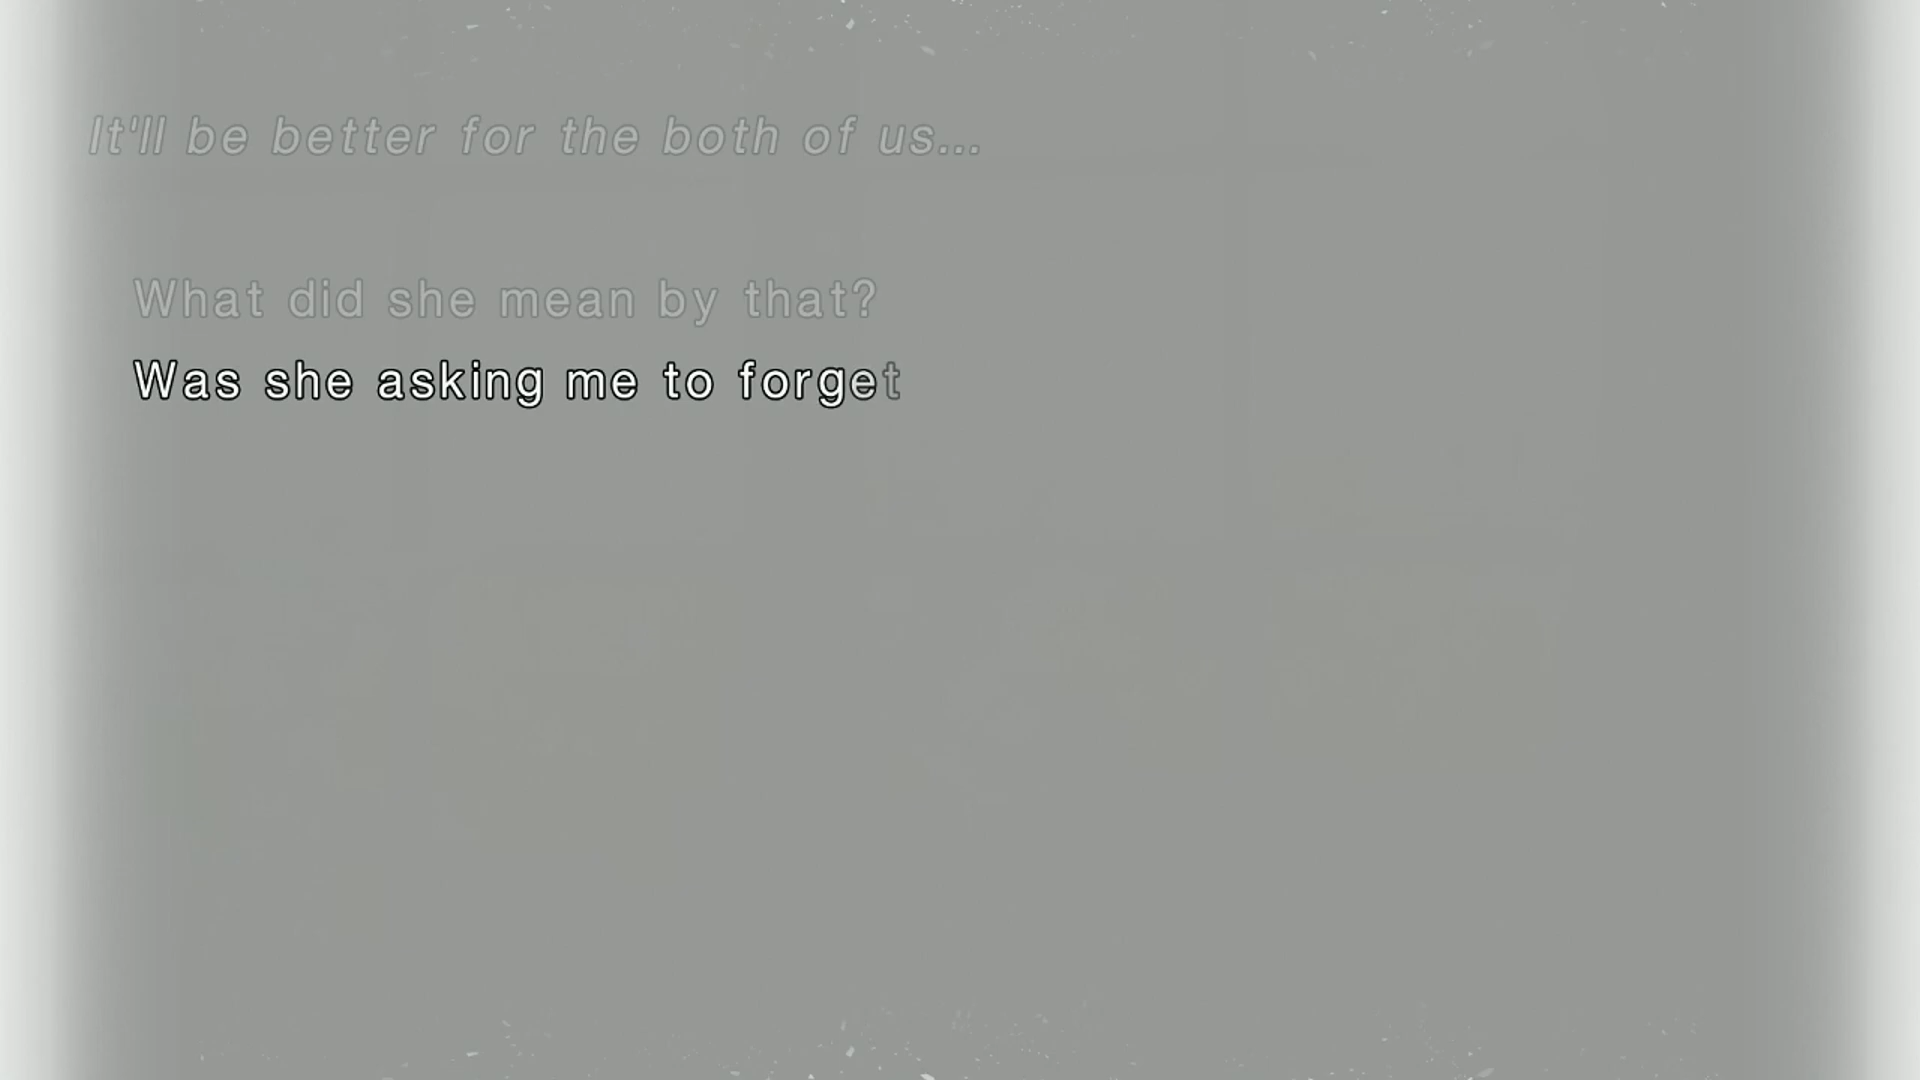 It'll be better for the both of us...
What did she mean by that?
Was she asking me to forget